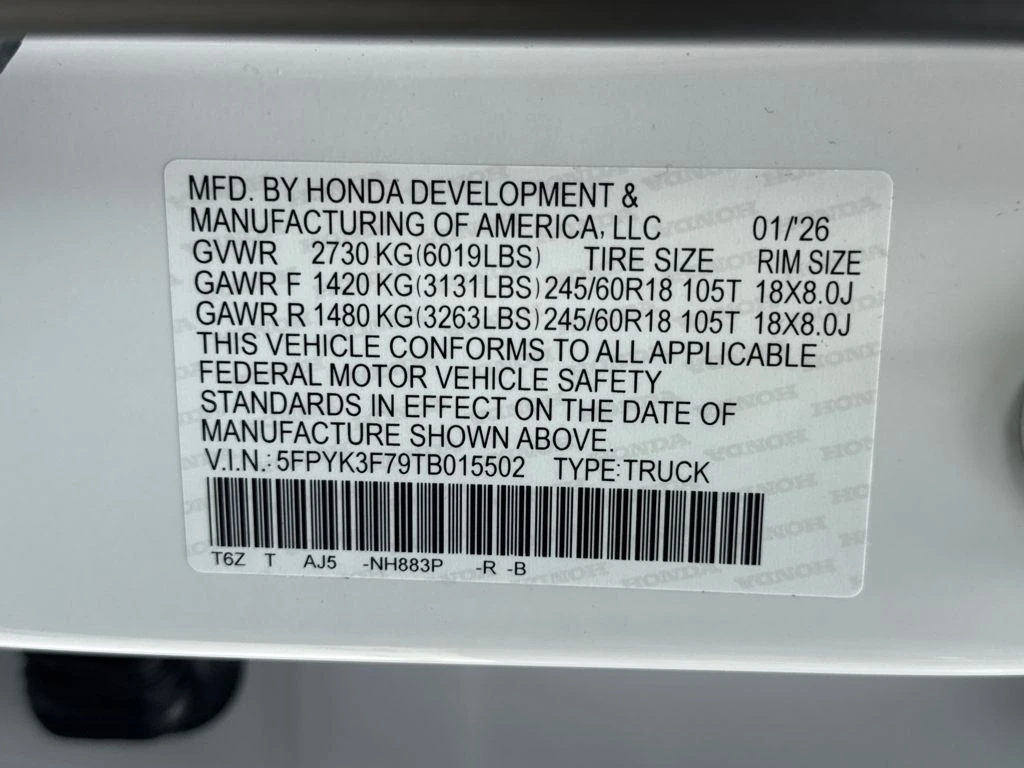 MFD. BY HONDA DEVELOPMENT &
MANUFACTURING OF AMERICA, LLC 01/'26
GVWR 2730 KG(6019LBS) TIRE SIZE RIM SIZE
GAWR F 1420 KG(3131LBS) 245/60R18 105T 18X8.0J
GAWR R 1480 KG(3263LBS) 245/60R18 105T 18X8.0J
THIS VEHICLE CONFORMS TO ALL APPLICABLE
FEDERAL MOTOR VEHICLE SAFETY
STANDARDS IN EFFECT ON THE DATE OF
MANUFACTURE SHOWN ABOVE.
V.I.N.: 5FPYK3F79TB015502 TYPE:TRUCK
T6Z T AJ5 -NH883P -R -B